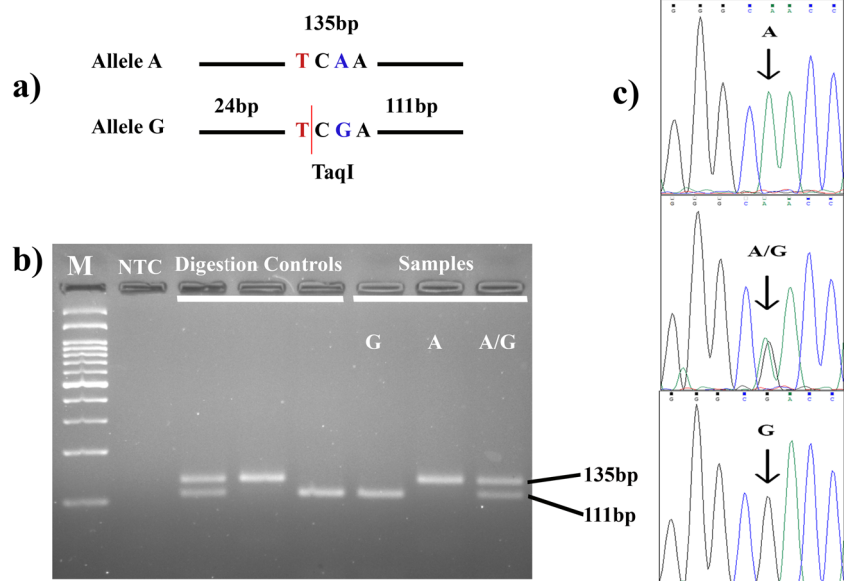 a)
135bp
Allele A
T C A A
24bp
111bp
Allele G
T C G A
TaqI
b)
M
NTC
Digestion Controls
Samples
G
A
A/G
135bp
111bp
c)
G G G C A A C C
A
G G G C A A C C
A/G
G G G C G A C C
G